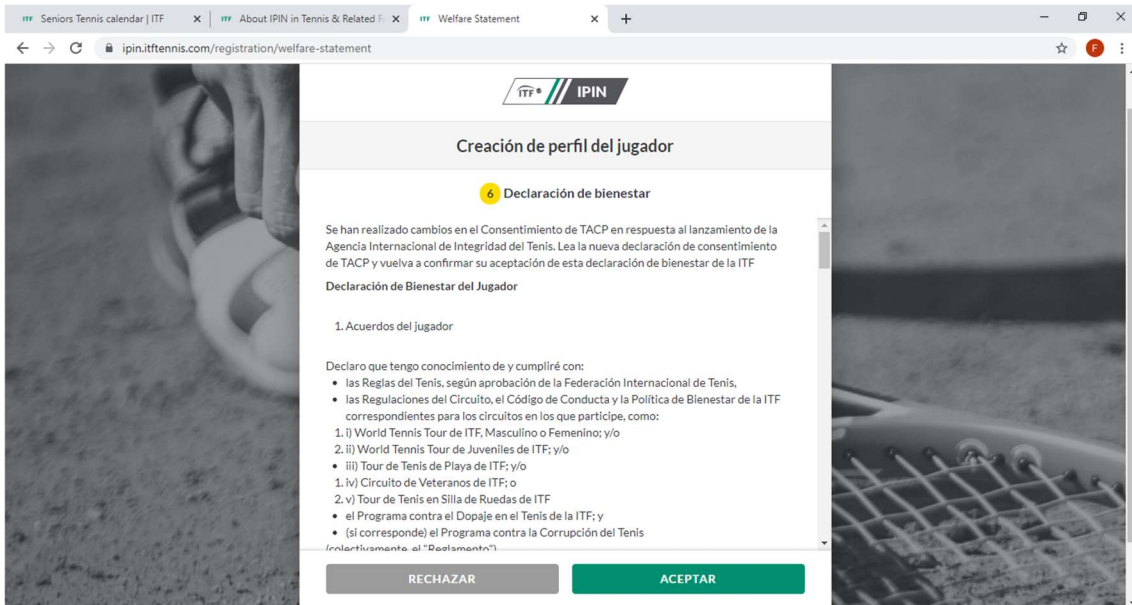 ITF Seniors Tennis calendar | ITF
ITF About IPIN in Tennis & Related F
ITF Welfare Statement
ipin.itftennis.com/registration/welfare-statement
F
ITF IPIN
Creación de perfil del jugador
6 Declaración de bienestar
Se han realizado cambios en el Consentimiento de TACP en respuesta al lanzamiento de la
Agencia Internacional de Integridad del Tenis. Lea la nueva declaración de consentimiento
de TACP y vuelva a confirmar su aceptación de esta declaración de bienestar de la ITF
Declaración de Bienestar del Jugador
1. Acuerdos del jugador
Declaro que tengo conocimiento de y cumpliré con:
• las Reglas del Tenis, según aprobación de la Federación Internacional de Tenis,
• las Regulaciones del Circuito, el Código de Conducta y la Política de Bienestar de la ITF
correspondientes para los circuitos en los que participe, como:
1. i) World Tennis Tour de ITF, Masculino o Femenino; y/o
2. ii) World Tennis Tour de Juveniles de ITF; y/o
• iii) Tour de Tenis de Playa de ITF; y/o
1. iv) Circuito de Veteranos de ITF; o
2. v) Tour de Tenis en Silla de Ruedas de ITF
• el Programa contra el Dopaje en el Tenis de la ITF; y
• (si corresponde) el Programa contra la Corrupción del Tenis
(colectivamente, el "Reglamento")
RECHAZAR
ACEPTAR